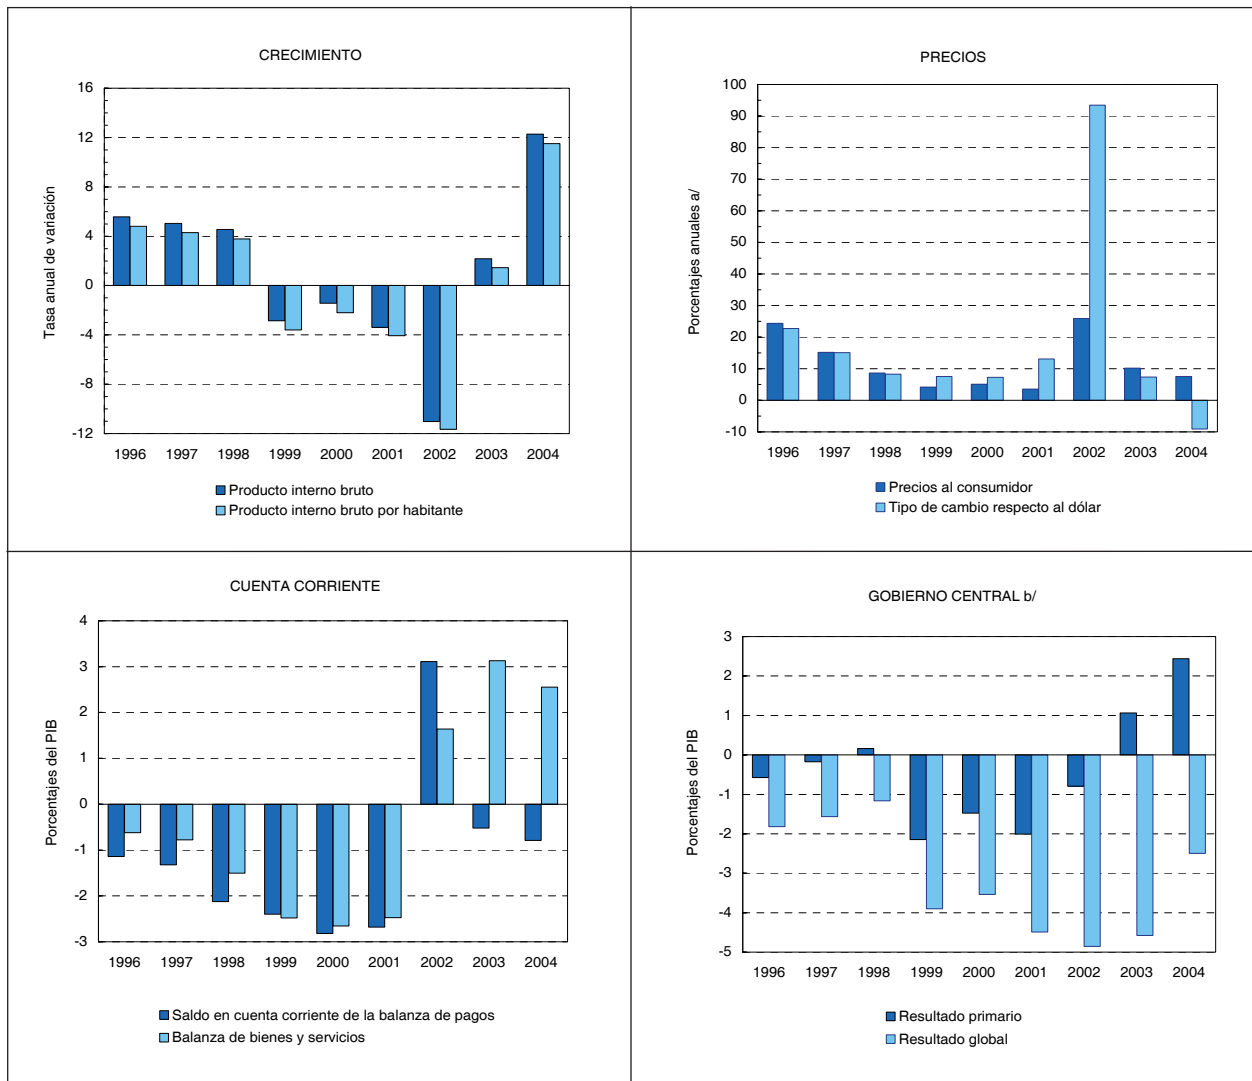 CRECIMIENTO
Tasa anual de variación
16
12
8
4
0
-4
-8
-12
1996 1997 1998 1999 2000 2001 2002 2003 2004
Producto interno bruto
Producto interno bruto por habitante
PRECIOS
Porcentajes anuales a/
100
90
80
70
60
50
40
30
20
10
0
-10
1996 1997 1998 1999 2000 2001 2002 2003 2004
Precios al consumidor
Tipo de cambio respecto al dólar
CUENTA CORRIENTE
Porcentajes del PIB
4
3
2
1
0
-1
-2
-3
1996 1997 1998 1999 2000 2001 2002 2003 2004
Saldo en cuenta corriente de la balanza de pagos
Balanza de bienes y servicios
GOBIERNO CENTRAL b/
Porcentajes del PIB
3
2
1
0
-1
-2
-3
-4
-5
1996 1997 1998 1999 2000 2001 2002 2003 2004
Resultado primario
Resultado global